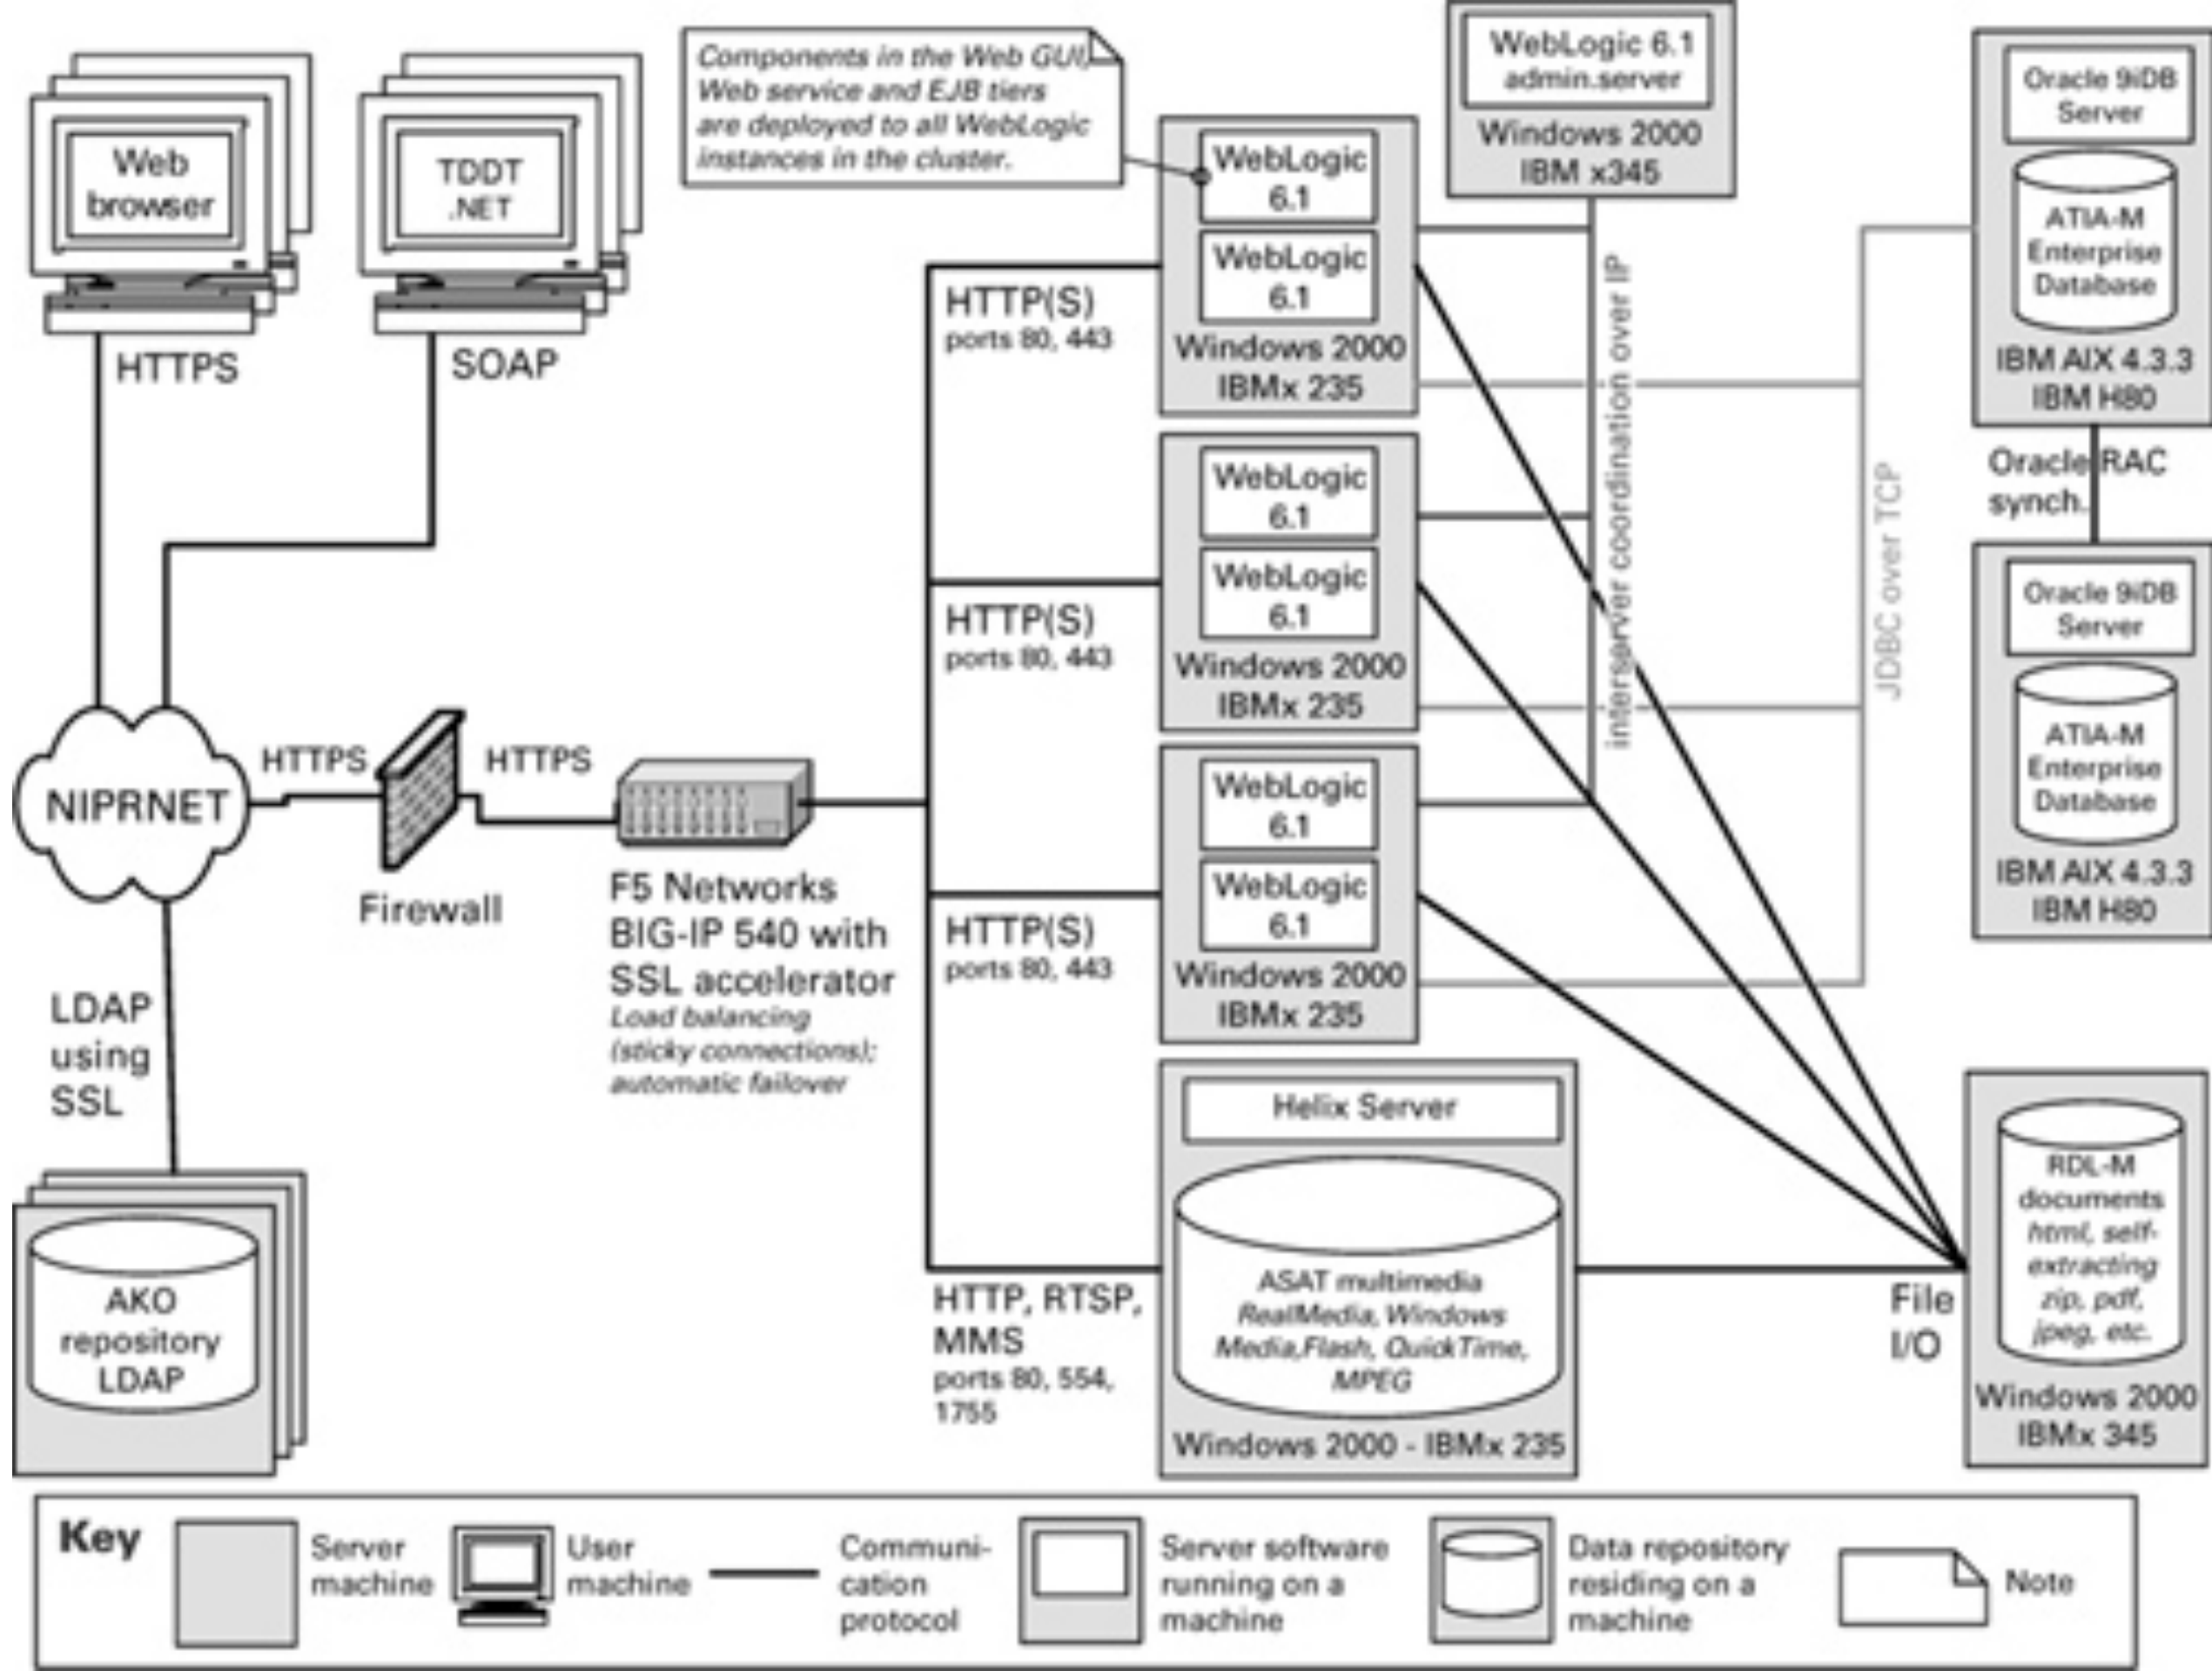 Web
browser
TDDT
.NET
HTTPS
SOAP
Components in the Web GUI,
Web service and EJB tiers
are deployed to all WebLogic
instances in the cluster.
WebLogic 6.1
admin.server
Windows 2000
IBM x345
WebLogic
6.1
WebLogic
6.1
Windows 2000
IBMx 235
HTTP(S)
ports 80, 443
WebLogic
6.1
WebLogic
6.1
Windows 2000
IBMx 235
HTTP(S)
ports 80, 443
WebLogic
6.1
WebLogic
6.1
Windows 2000
IBMx 235
HTTP(S)
ports 80, 443
interserver coordination over IP
JDBC over TCP
Oracle 9iDB
Server
ATIA-M
Enterprise
Database
IBM AIX 4.3.3
IBM H80
Oracle RAC
synch.
Oracle 9iDB
Server
ATIA-M
Enterprise
Database
IBM AIX 4.3.3
IBM H80
NIPRNET
HTTPS
HTTPS
Firewall
F5 Networks
BIG-IP 540 with
SSL accelerator
Load balancing
(sticky connections);
automatic failover
LDAP
using
SSL
AKO
repository
LDAP
HTTP, RTSP,
MMS
ports 80, 554,
1755
Helix Server
ASAT multimedia
RealMedia, Windows
Media,Flash, QuickTime,
MPEG
Windows 2000 - IBMx 235
File
I/O
RDL-M
documents
html, self-
extracting
zip, pdf,
jpeg, etc.
Windows 2000
IBMx 345
Key
Server
machine
User
machine
Communi-
cation
protocol
Server software
running on a
machine
Data repository
residing on a
machine
Note